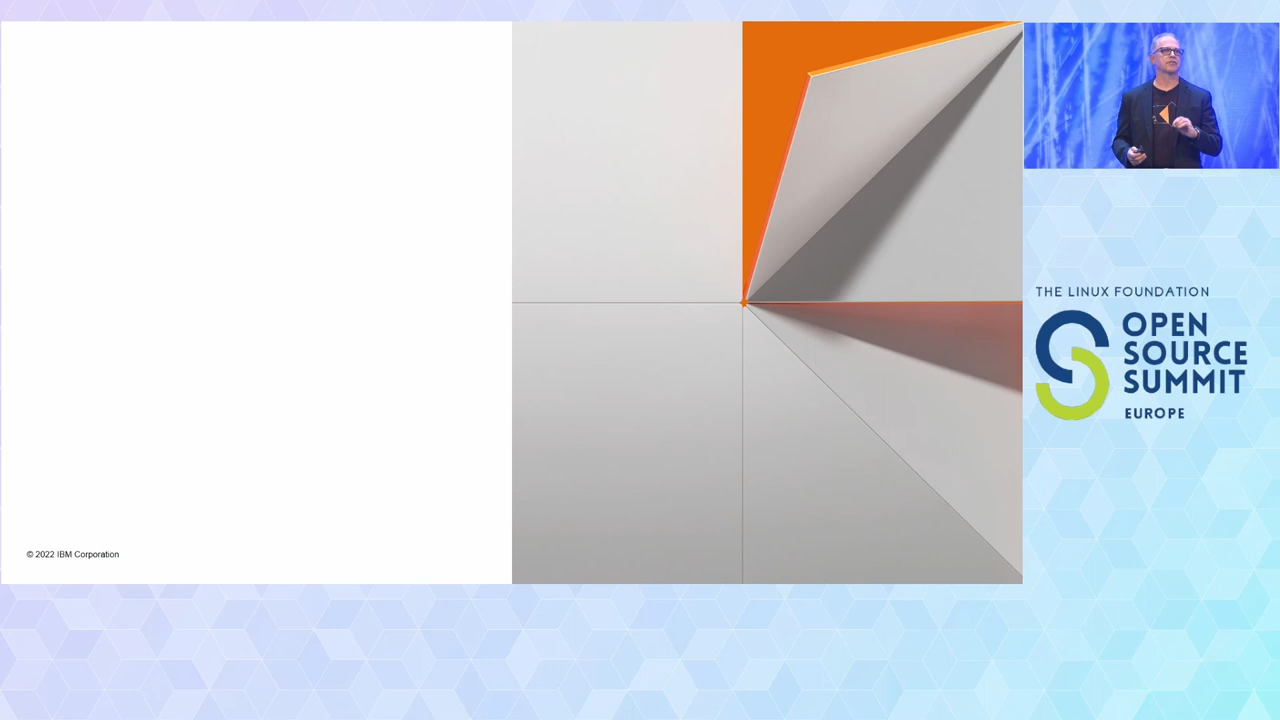 © 2022 IBM Corporation
THE LINUX FOUNDATION
OPEN
SOURCE
SUMMIT
EUROPE